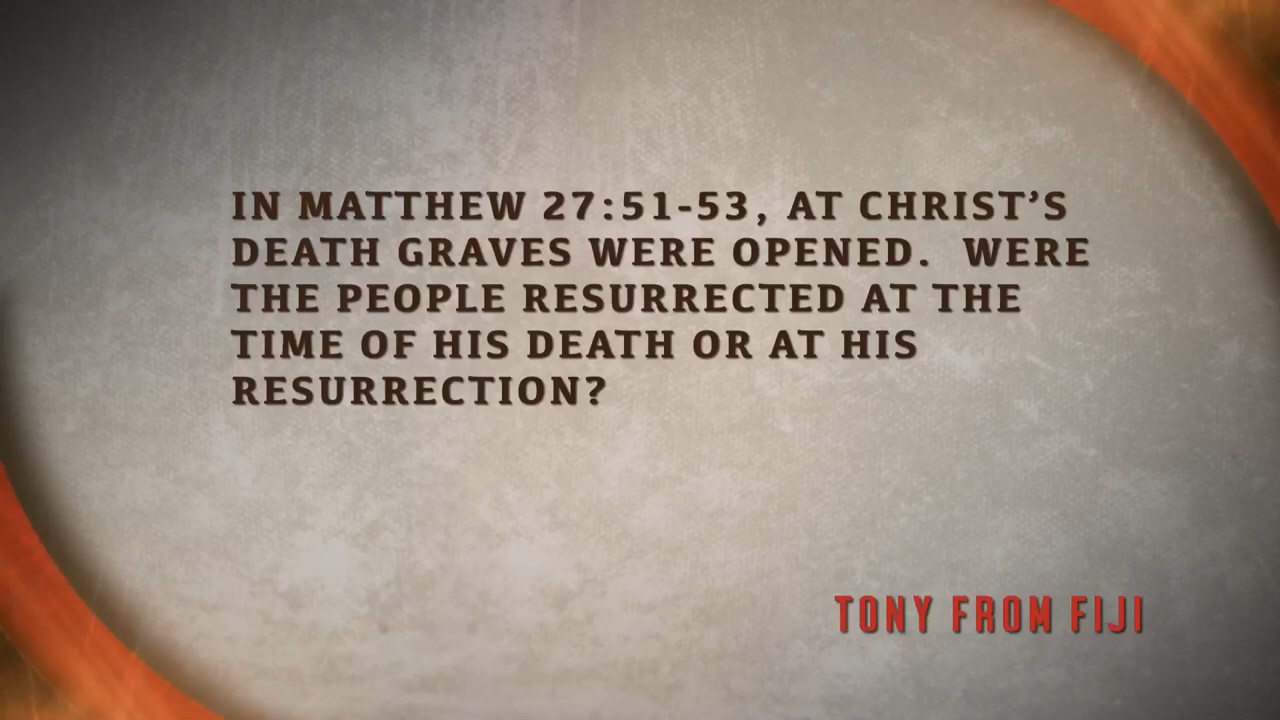 IN MATTHEW 27:51-53, AT CHRIST’S
DEATH GRAVES WERE OPENED.  WERE
THE PEOPLE RESURRECTED AT THE
TIME OF HIS DEATH OR AT HIS
RESURRECTION?
TONY FROM FIJI